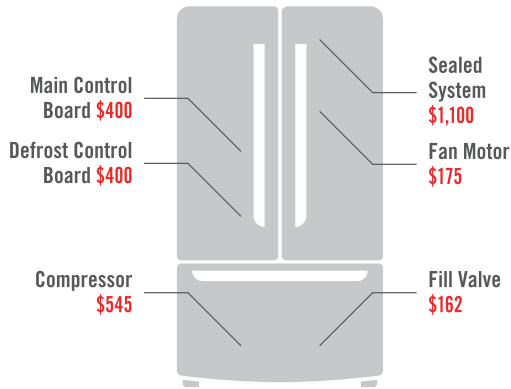 Main Control
Board $400
Defrost Control
Board $400
Compressor
$545
Sealed
System
$1,100
Fan Motor
$175
Fill Valve
$162